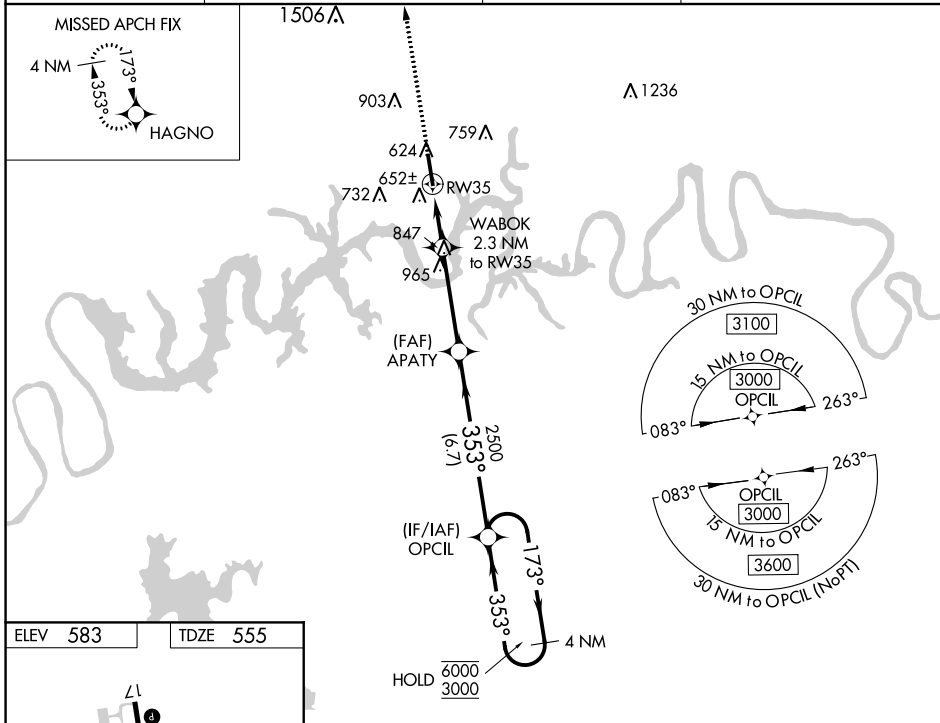 MISSED APCH FIX
4 NM
173°
353°
HAGNO
1506
903
1236
759
624
652±
RW35
732
847
WABOK
2.3 NM
to RW35
965
(FAF)
APATY
2500
353°
(6.7)
(IF/IAF)
OPCIL
173°
353°
4 NM
HOLD
6000
3000
30 NM to OPCIL
3100
15 NM to OPCIL
3000
OPCIL
083°
263°
083°
263°
OPCIL
3000
15 NM to OPCIL
3600
30 NM to OPCIL (NoPT)
ELEV 583
TDZE 555
17
P